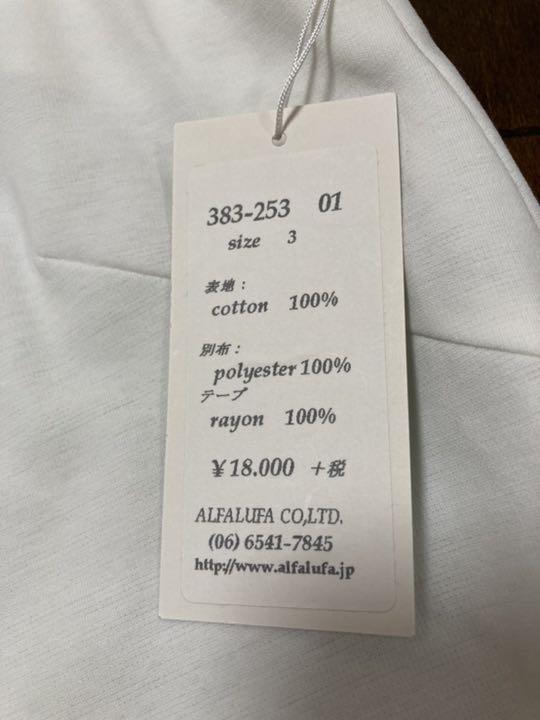 383-253 01
size 3
表地：
cotton 100%
別布：
polyester 100%
テープ
rayon 100%
¥18.000 +税
ALFALUFA CO,LTD.
(06) 6541-7845
http://www.alfalufa.jp